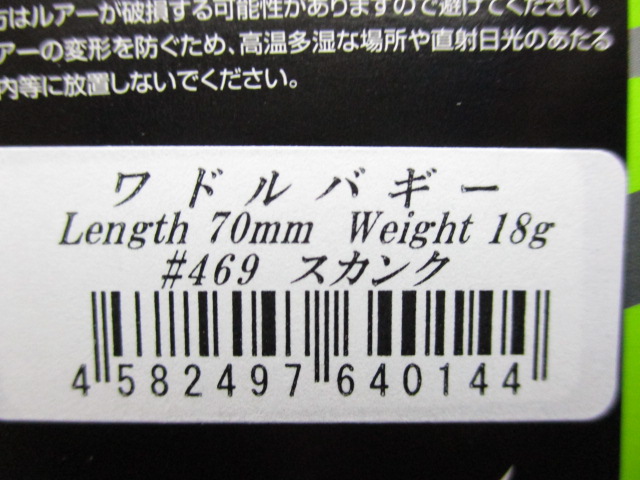 方はルアーが破損する可能性がありますので避けてください。
アーの変形を防ぐため、高温多湿な場所や直射日光のあたる
内等に放置しないでください。
ワドルバギー
Length 70mm Weight 18g
#469 スカンク
4 582497 640144